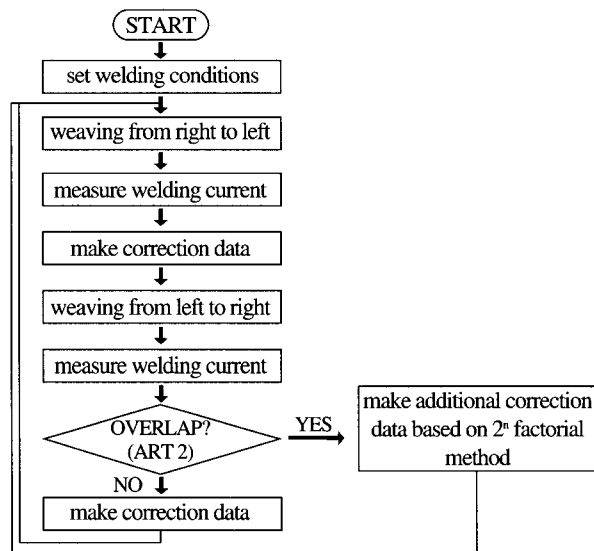 START
set welding conditions
weaving from right to left
measure welding current
make correction data
weaving from left to right
measure welding current
OVERLAP?
(ART 2)
YES
make additional correction
data based on 2ⁿ factorial
method
NO
make correction data